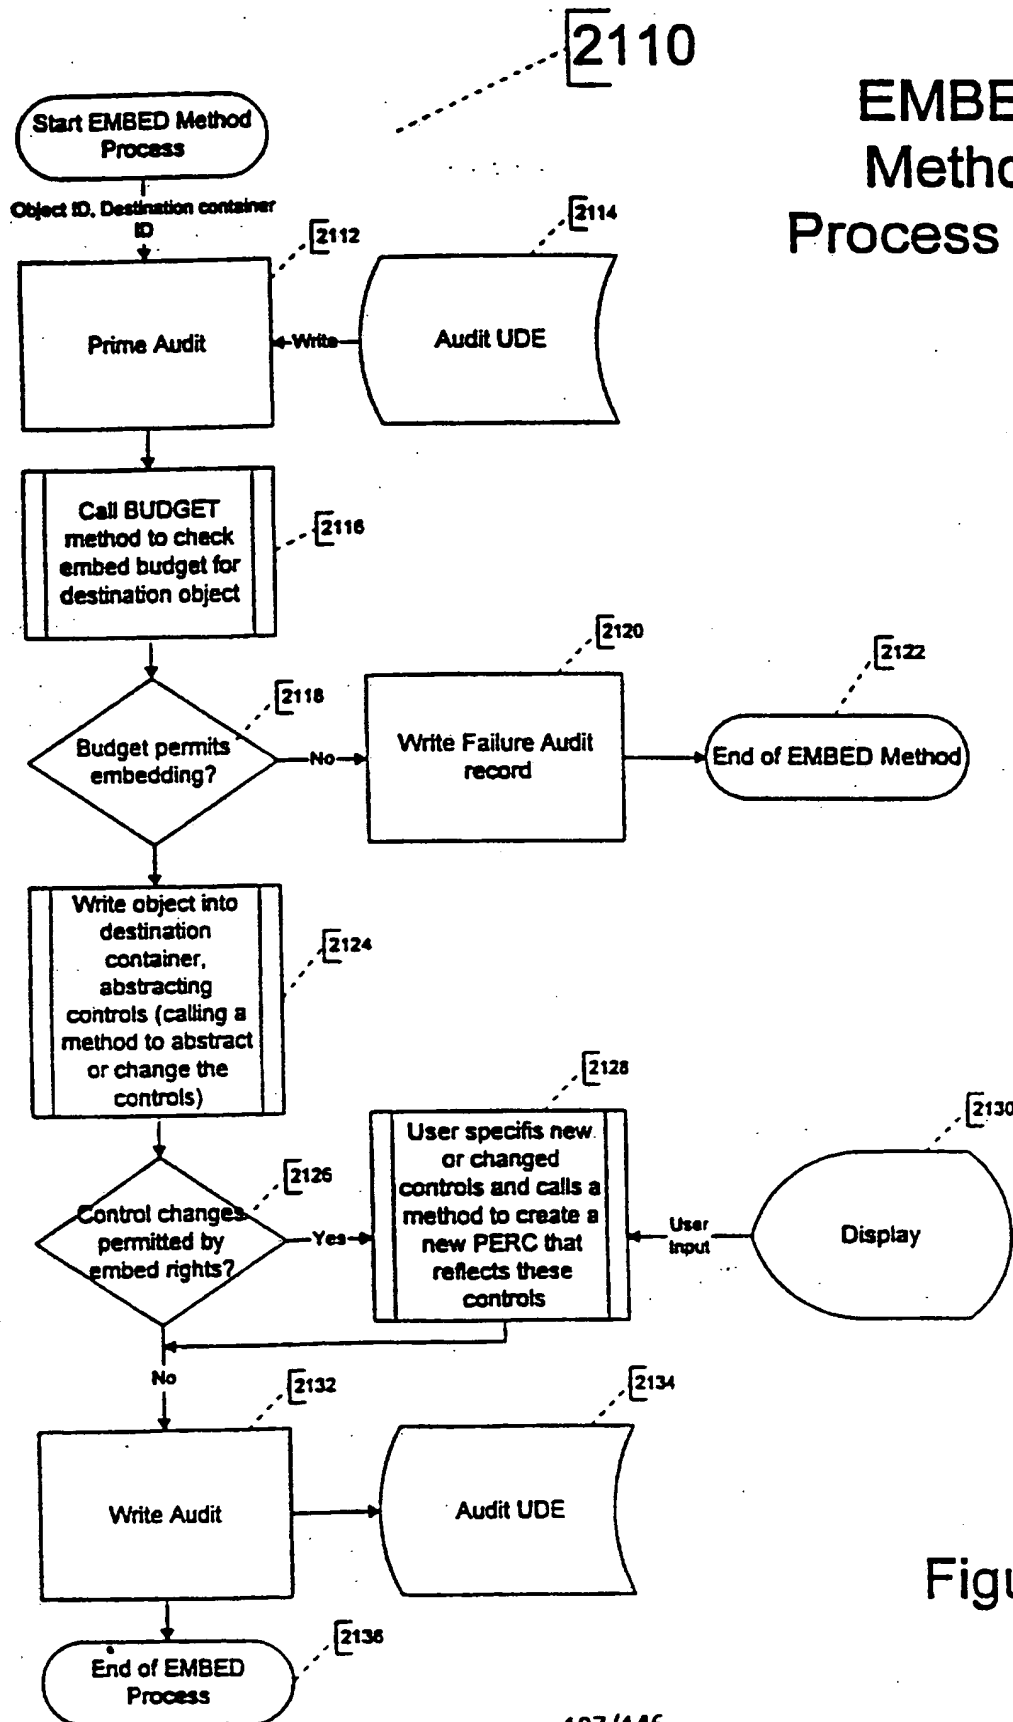 2110
EMBE
Metho
Process
Start EMBED Method
Process
Object ID, Destination container
ID
2112
2114
Prime Audit
Write
Audit UDE
Call BUDGET
method to check
embed budget for
destination object
2116
2118
Budget permits
embedding?
No
2120
Write Failure Audit
record
2122
End of EMBED Method
Write object into
destination
container,
abstracting
controls (calling a
method to abstract
or change the
controls)
2124
2126
Control changes
permitted by
embed rights?
Yes
2128
User specifis new
or changed
controls and calls a
method to create a
new PERC that
reflects these
controls
User
Input
2130
Display
No
2132
2134
Write Audit
Audit UDE
Figu
2136
End of EMBED
Process